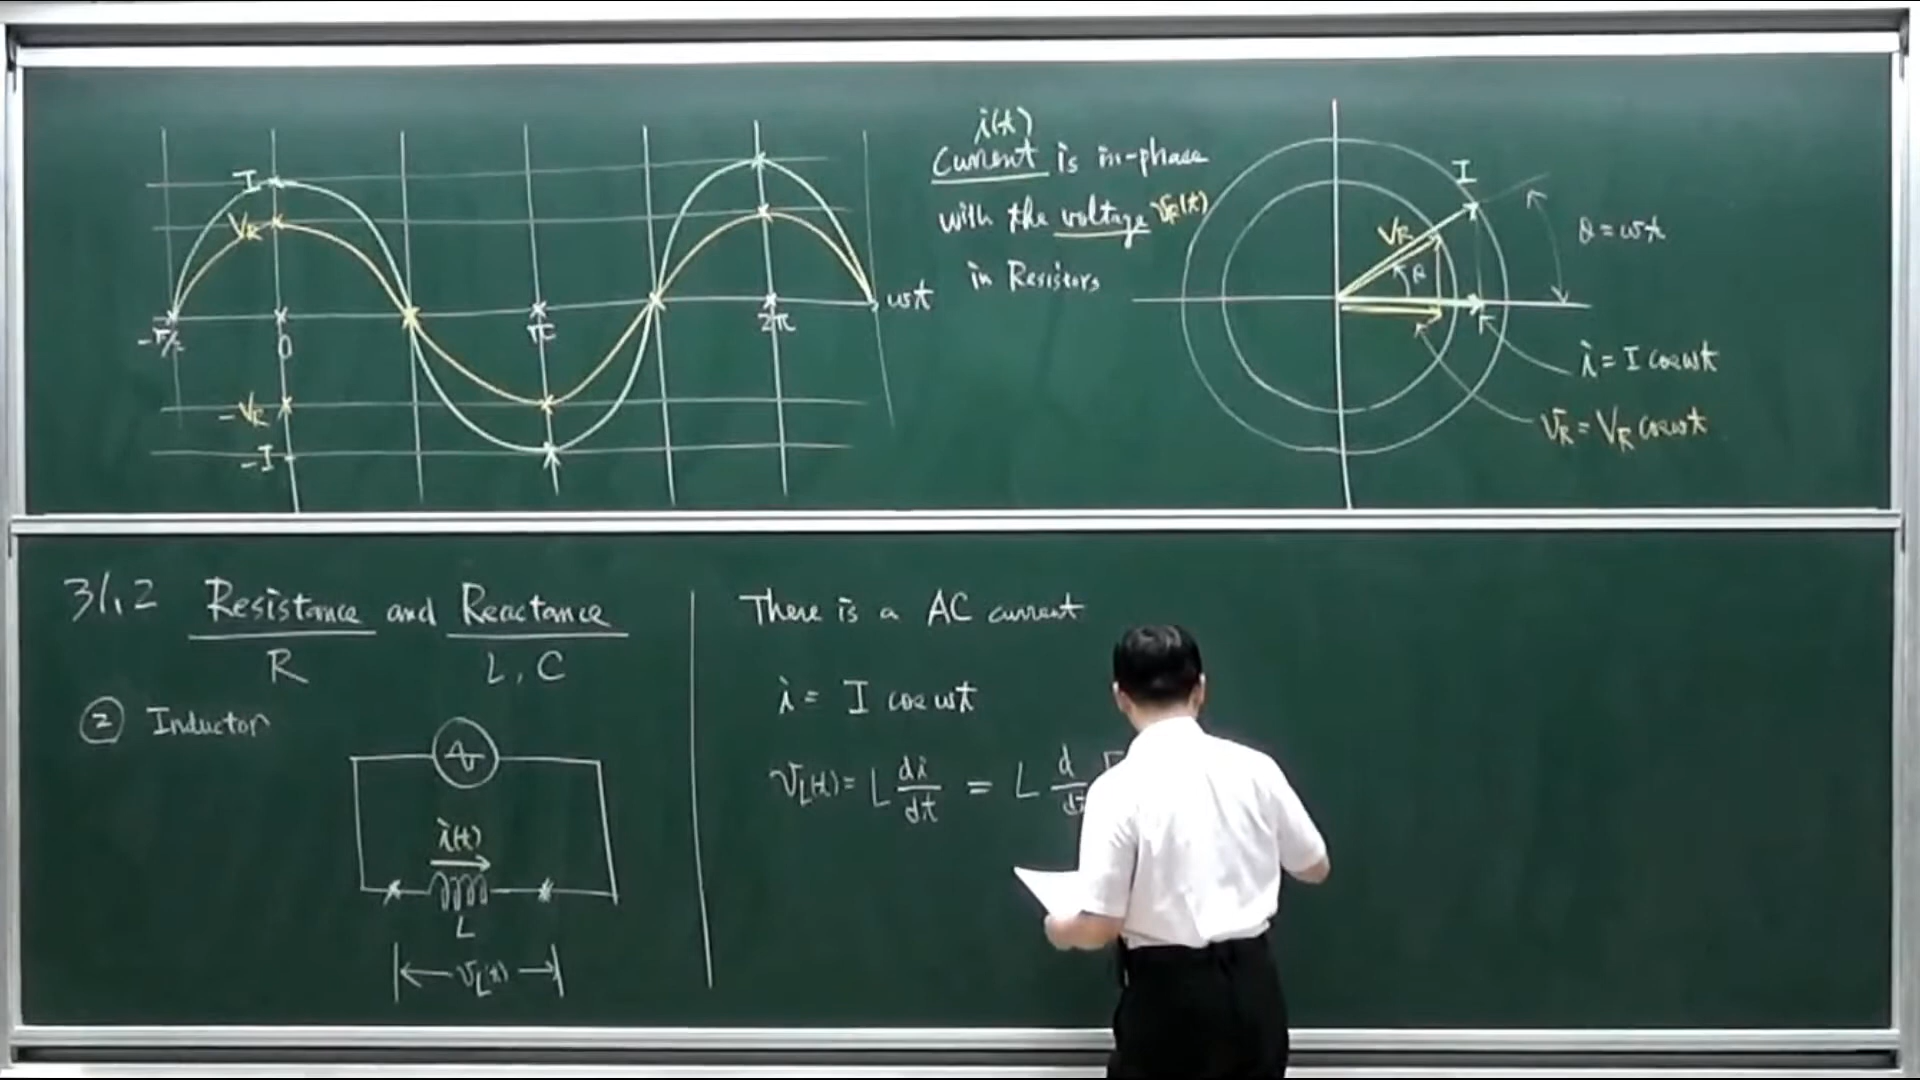 I
V_R
-π/2
0
π
2π
ωt
-V_R
-I
i(t)
Current is in-phase
with the voltage V_R(t)
in Resistors
I
V_R
θ
θ = ωt
i = I cos ωt
V_R = V_R cos ωt
31.2 Resistance and Reactance
R L, C
② Inductor
i(t)
L
V_L(t)
There is a AC current
i = I cos ωt
V_L(t) = L di/dt = L d/dt